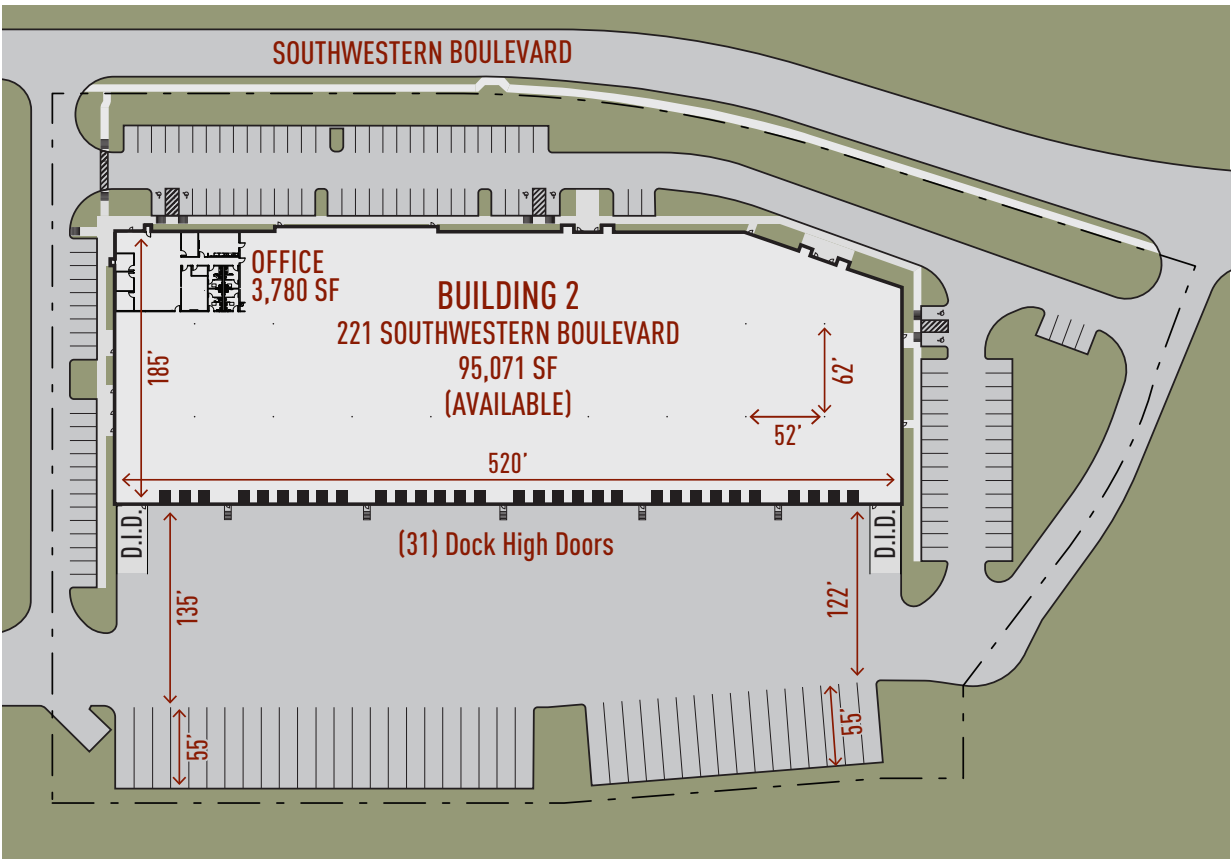 SOUTHWESTERN BOULEVARD
OFFICE
3,780 SF
BUILDING 2
221 SOUTHWESTERN BOULEVARD
95,071 SF
(AVAILABLE)
185'
62'
52'
520'
D.I.D.
(31) Dock High Doors
D.I.D.
135'
122'
55'
55'